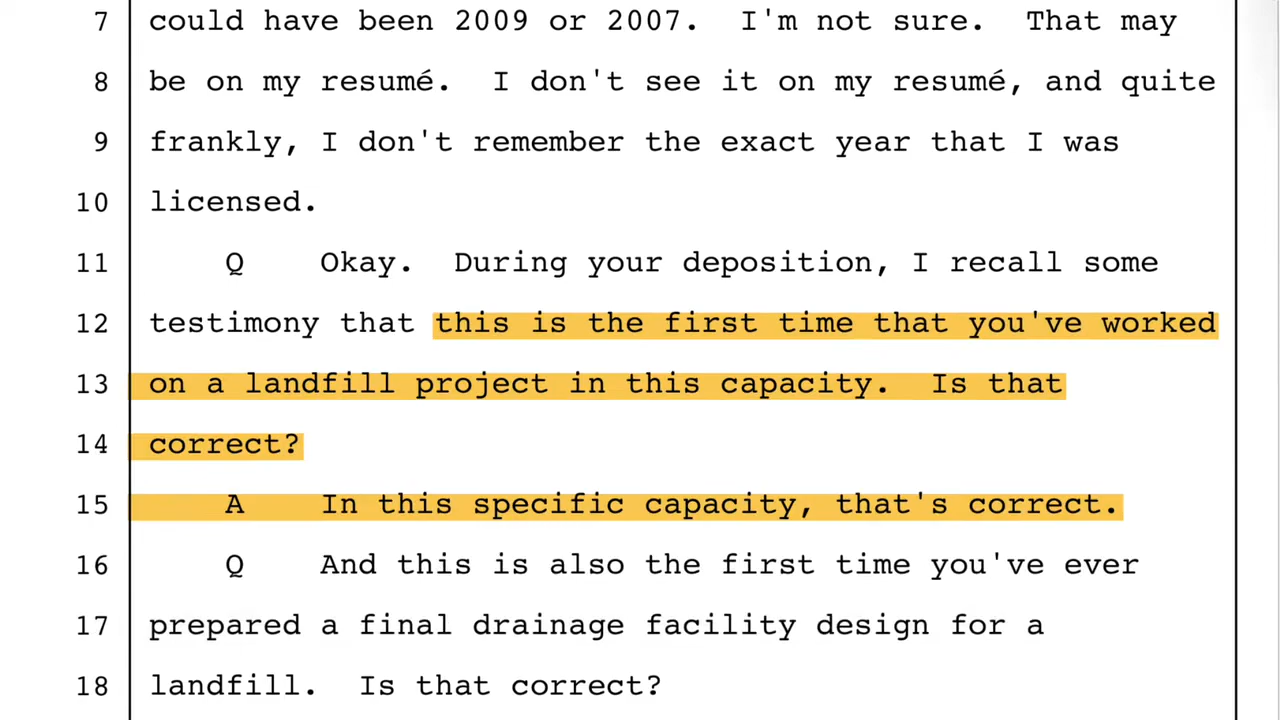 7 could have been 2009 or 2007. I'm not sure. That may
8 be on my resumé. I don't see it on my resumé, and quite
9 frankly, I don't remember the exact year that I was
10 licensed.
11 Q Okay. During your deposition, I recall some
12 testimony that this is the first time that you've worked
13 on a landfill project in this capacity. Is that
14 correct?
15 A In this specific capacity, that's correct.
16 Q And this is also the first time you've ever
17 prepared a final drainage facility design for a
18 landfill. Is that correct?